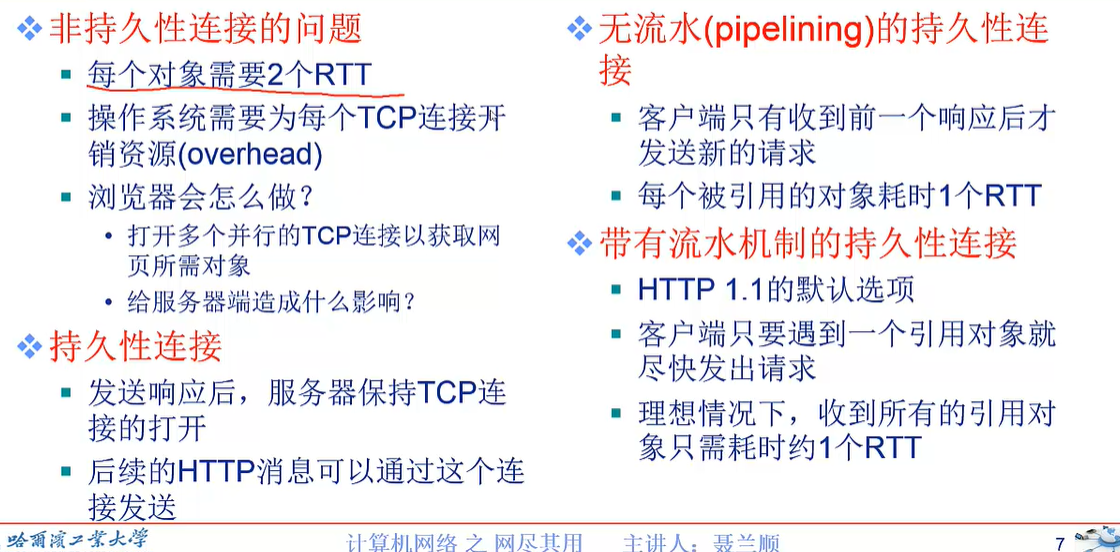 非持久性连接的问题
每个对象需要2个RTT
操作系统需要为每个TCP连接开
销资源(overhead)
浏览器会怎么做？
打开多个并行的TCP连接以获取网
页所需对象
给服务器端造成什么影响？
持久性连接
发送响应后，服务器保持TCP连
接的打开
后续的HTTP消息可以通过这个连
接发送
无流水(pipelining)的持久性连
接
客户端只有收到前一个响应后才
发送新的请求
每个被引用的对象耗时1个RTT
带有流水机制的持久性连接
HTTP 1.1的默认选项
客户端只要遇到一个引用对象就
尽快发出请求
理想情况下，收到所有的引用对
象只需耗时约1个RTT
哈爾濱工業大学
计算机网络 之 网尽其用
主讲人：聂兰顺
7